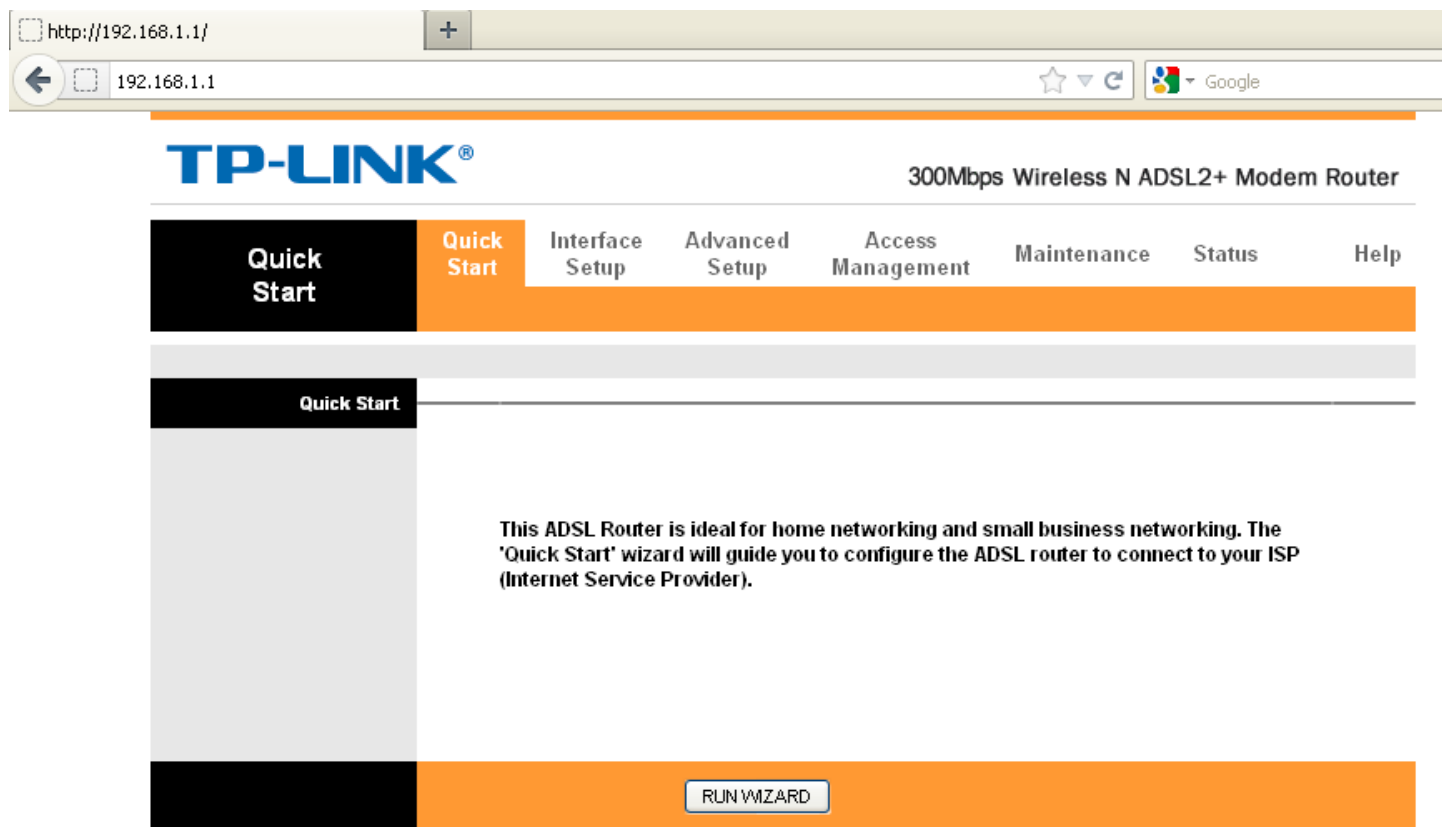 http://192.168.1.1/
192.168.1.1
Google
TP-LINK®
300Mbps Wireless N ADSL2+ Modem Router
Quick
Start
Quick
Start
Interface
Setup
Advanced
Setup
Access
Management
Maintenance
Status
Help
Quick Start
This ADSL Router is ideal for home networking and small business networking. The
'Quick Start' wizard will guide you to configure the ADSL router to connect to your ISP
(Internet Service Provider).
RUN WIZARD